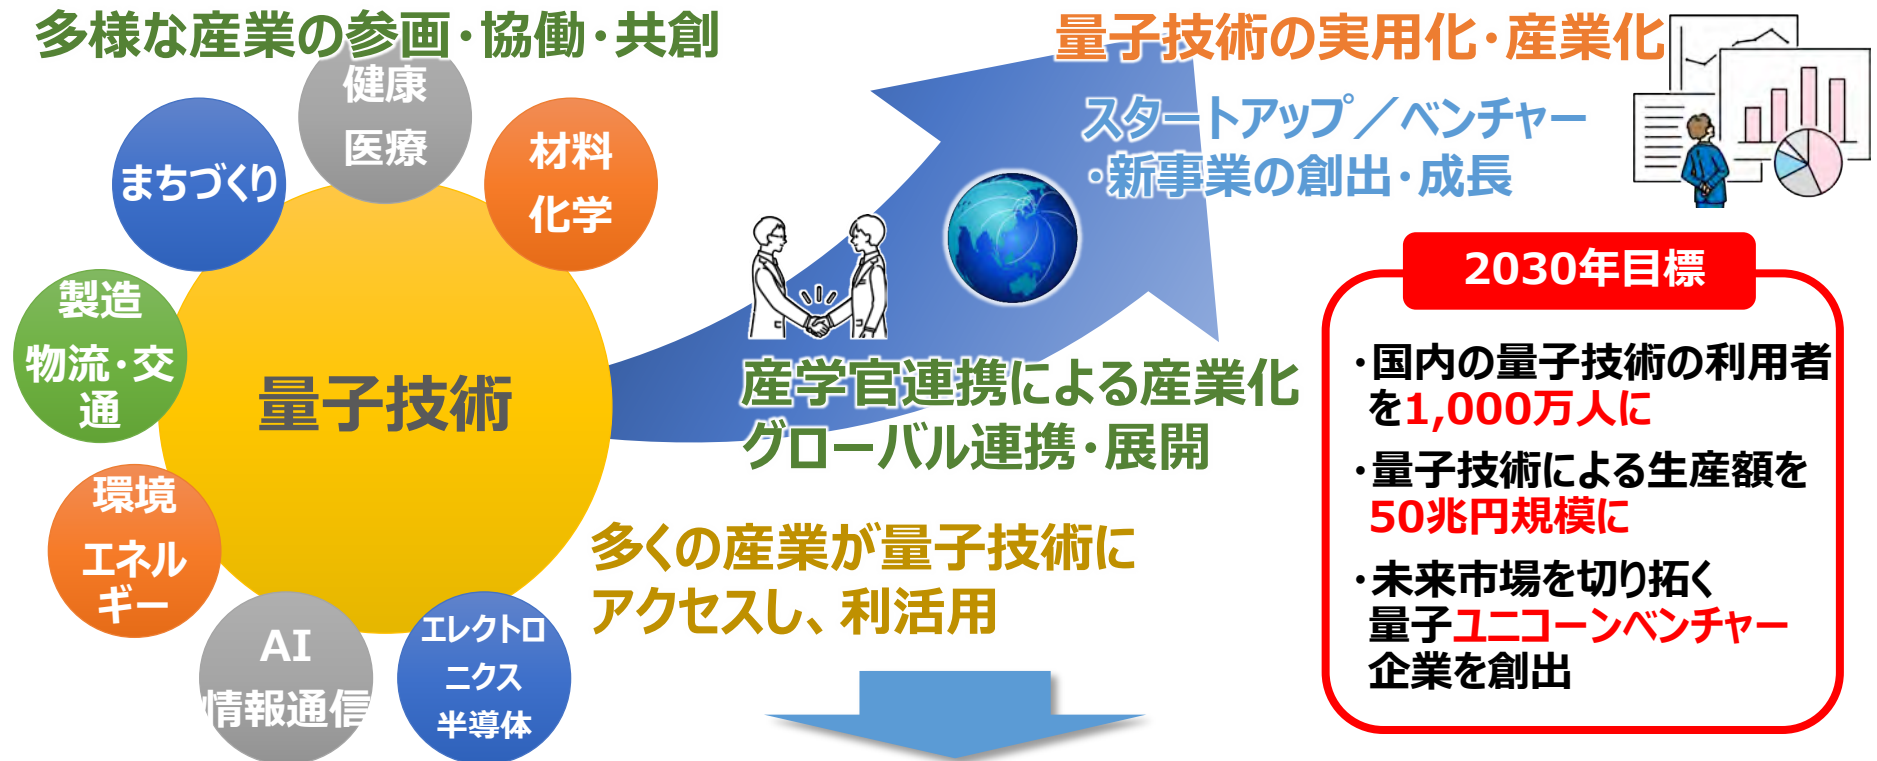 多様な産業の参画・協働・共創
健康
医療
材料
化学
まちづくり
製造
物流・交
通
環境
エネル
ギー
AI
情報通信
エレクトロ
ニクス
半導体
量子技術
量子技術の実用化・産業化
スタートアップ／ベンチャー
・新事業の創出・成長
産学官連携による産業化
グローバル連携・展開
多くの産業が量子技術に
アクセスし、利活用
2030年目標
・国内の量子技術の利用者
を1,000万人に
・量子技術による生産額を
50兆円規模に
・未来市場を切り拓く
量子ユニコーンベンチャー
企業を創出